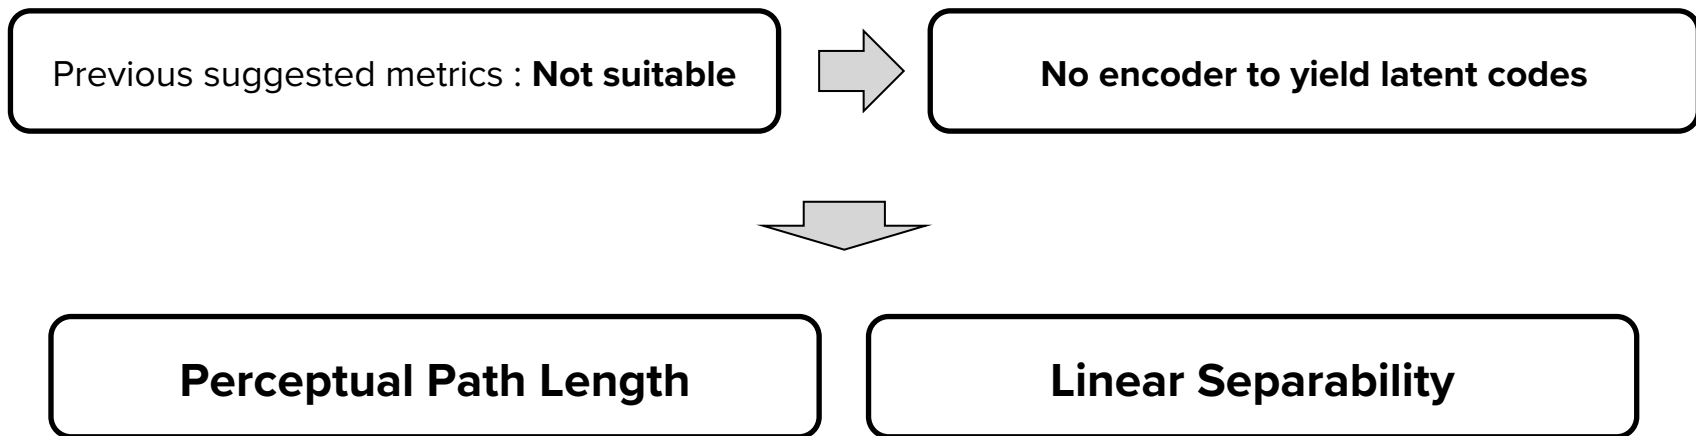 Previous suggested metrics : Not suitable
No encoder to yield latent codes
Perceptual Path Length
Linear Separability